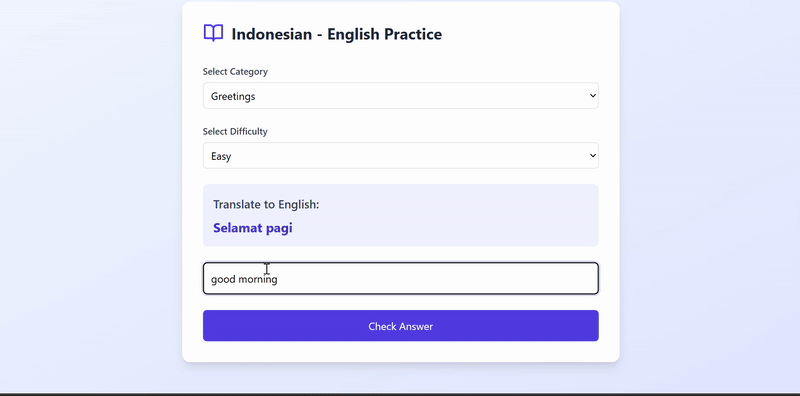 Indonesian - English Practice
Select Category
Greetings
Select Difficulty
Easy
Translate to English:
Selamat pagi
good morning
Check Answer